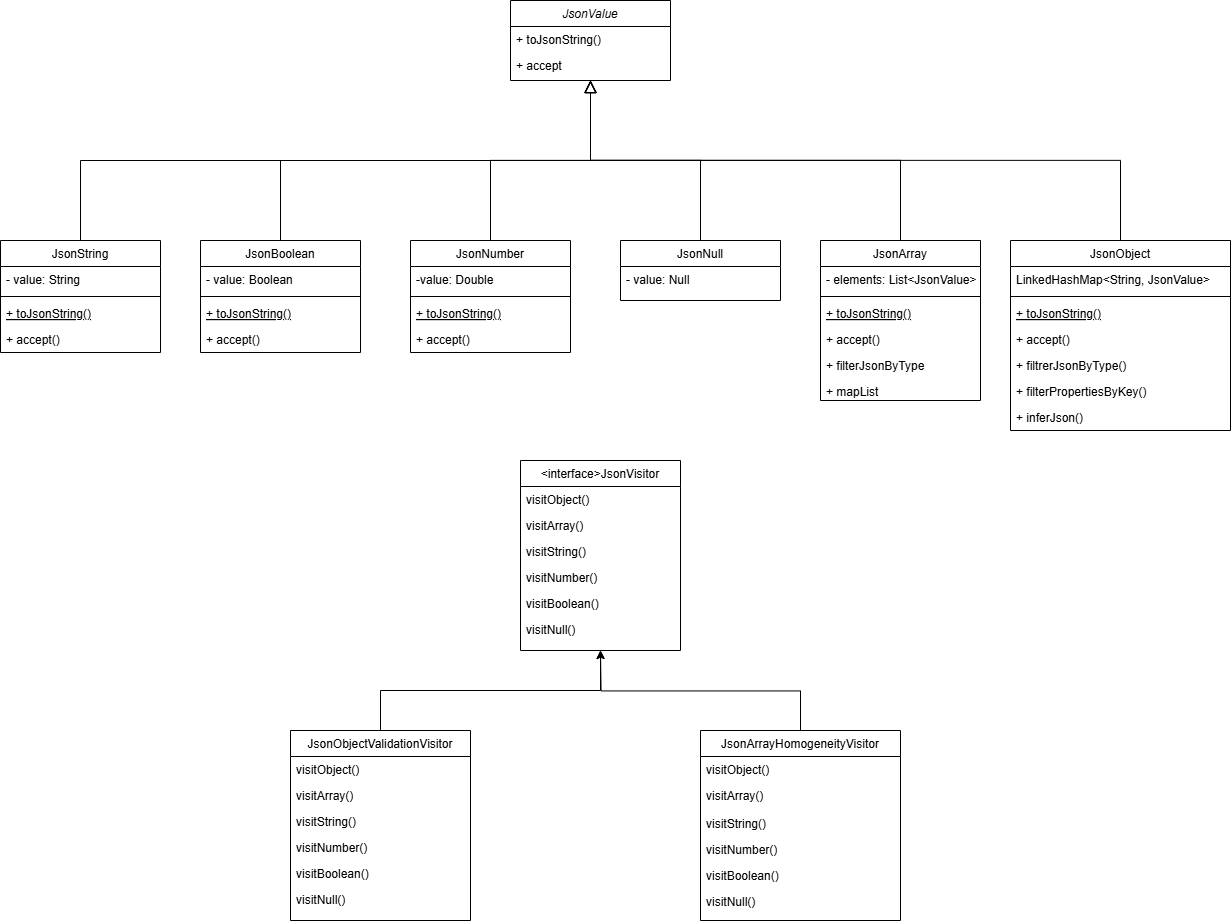 JsonValue
+ toJsonString()
+ accept
JsonString
- value: String
+ toJsonString()
+ accept()
JsonBoolean
- value: Boolean
+ toJsonString()
+ accept()
JsonNumber
-value: Double
+ toJsonString()
+ accept()
JsonNull
- value: Null
JsonArray
- elements: List<JsonValue>
+ toJsonString()
+ accept()
+ filterJsonByType
+ mapList
JsonObject
LinkedHashMap<String, JsonValue>
+ toJsonString()
+ accept()
+ filtrerJsonByType()
+ filterPropertiesByKey()
+ inferJson()
<interface>JsonVisitor
visitObject()
visitArray()
visitString()
visitNumber()
visitBoolean()
visitNull()
JsonObjectValidationVisitor
visitObject()
visitArray()
visitString()
visitNumber()
visitBoolean()
visitNull()
JsonArrayHomogeneityVisitor
visitObject()
visitArray()
visitString()
visitNumber()
visitBoolean()
visitNull()